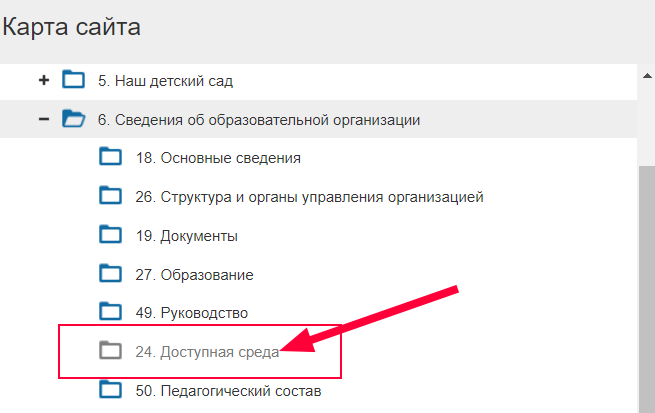 Карта сайта
5. Наш детский сад
6. Сведения об образовательной организации
18. Основные сведения
26. Структура и органы управления организацией
19. Документы
27. Образование
49. Руководство
24. Доступная среда
50. Педагогический состав